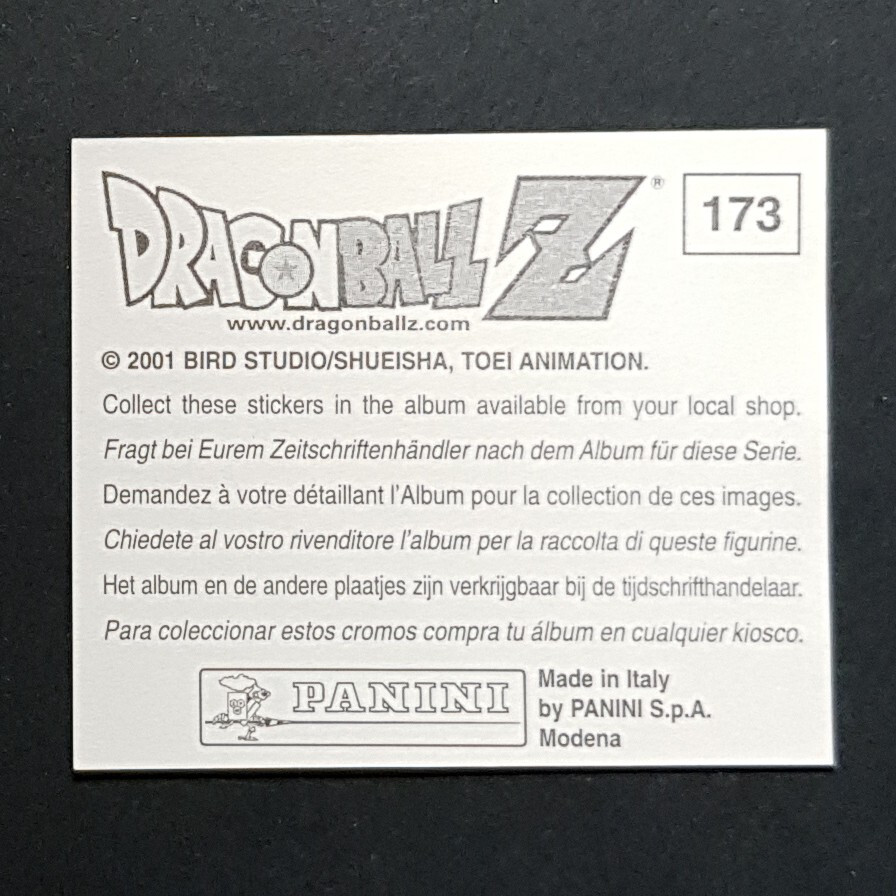 DRAGONBALL Z ®
173
www.dragonballz.com
© 2001 BIRD STUDIO/SHUEISHA, TOEI ANIMATION.
Collect these stickers in the album available from your local shop.
Fragt bei Eurem Zeitschriftenhändler nach dem Album für diese Serie.
Demandez à votre détaillant l'Album pour la collection de ces images.
Chiedete al vostro rivenditore l'album per la raccolta di queste figurine.
Het album en de andere plaatjes zijn verkrijgbaar bij de tijdschrifthandelaar.
Para coleccionar estos cromos compra tu álbum en cualquier kiosco.
PANINI
Made in Italy
by PANINI S.p.A.
Modena